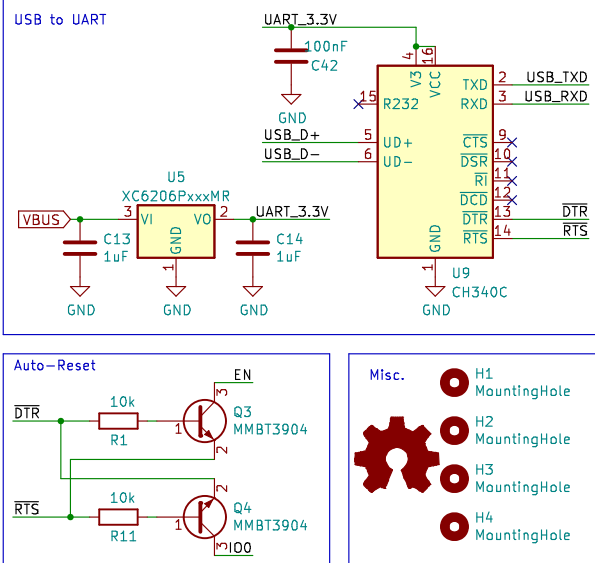 USB to UART
UART_3.3V
100nF
C42
GND
4
16
V3
VCC
15
R232
TXD
2
USB_TXD
RXD
3
USB_RXD
USB_D+
5
UD+
USB_D-
6
UD-
CTS
9
DSR
10
RI
11
DCD
12
DTR
13
DTR
RTS
14
RTS
GND
1
U9
CH340C
GND
U5
XC6206PxxxMR
VBUS
3
VI
VO
2
UART_3.3V
GND
1
C13
1uF
C14
1uF
GND
GND
GND
Auto-Reset
DTR
10k
R1
EN
3
1
2
Q3
MMBT3904
RTS
10k
R11
2
1
3
Q4
MMBT3904
IO0
Misc.
H1
MountingHole
H2
MountingHole
H3
MountingHole
H4
MountingHole